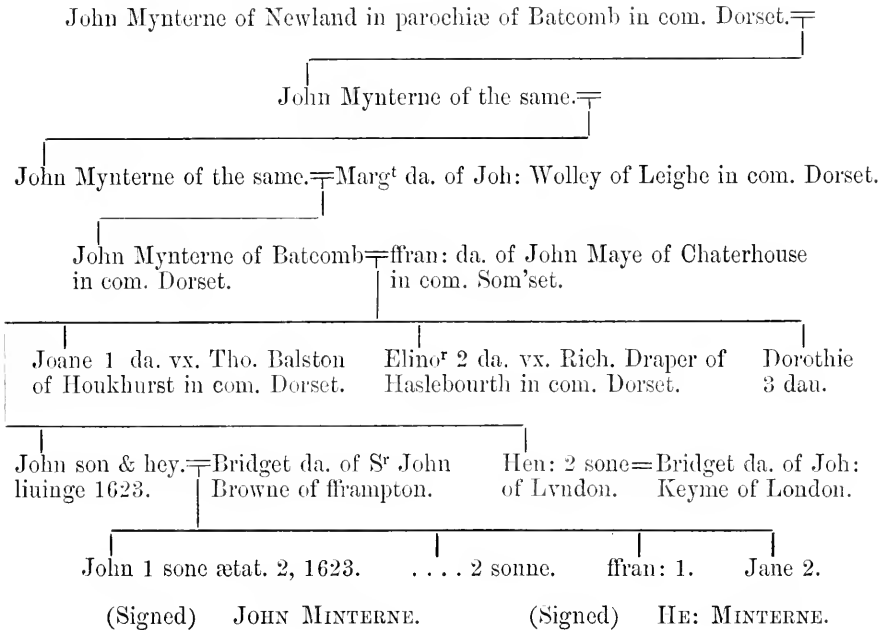 John Mynterne of Newland in parochiæ of Batcomb in com. Dorset.
John Mynterne of the same.
John Mynterne of the same. Margᵗ da. of Joh: Wolley of Leighe in com. Dorset.
John Mynterne of Batcomb ffran: da. of John Maye of Chaterhouse
in com. Dorset. in com. Som'set.
Joane 1 da. vx. Tho. Balston Elinoʳ 2 da. vx. Rich. Draper of Dorothie
of Houkhurst in com. Dorset. Haslebourth in com. Dorset. 3 dau.
John son & hey. Bridget da. of Sʳ John Hen: 2 sone=Bridget da. of Joh:
liuinge 1623. Browne of fframpton. of Lyndon. Keyme of London.
John 1 sone ætat. 2, 1623. .... 2 sonne. ffran: 1. Jane 2.
(Signed) JOHN MINTERNE. (Signed) HE: MINTERNE.